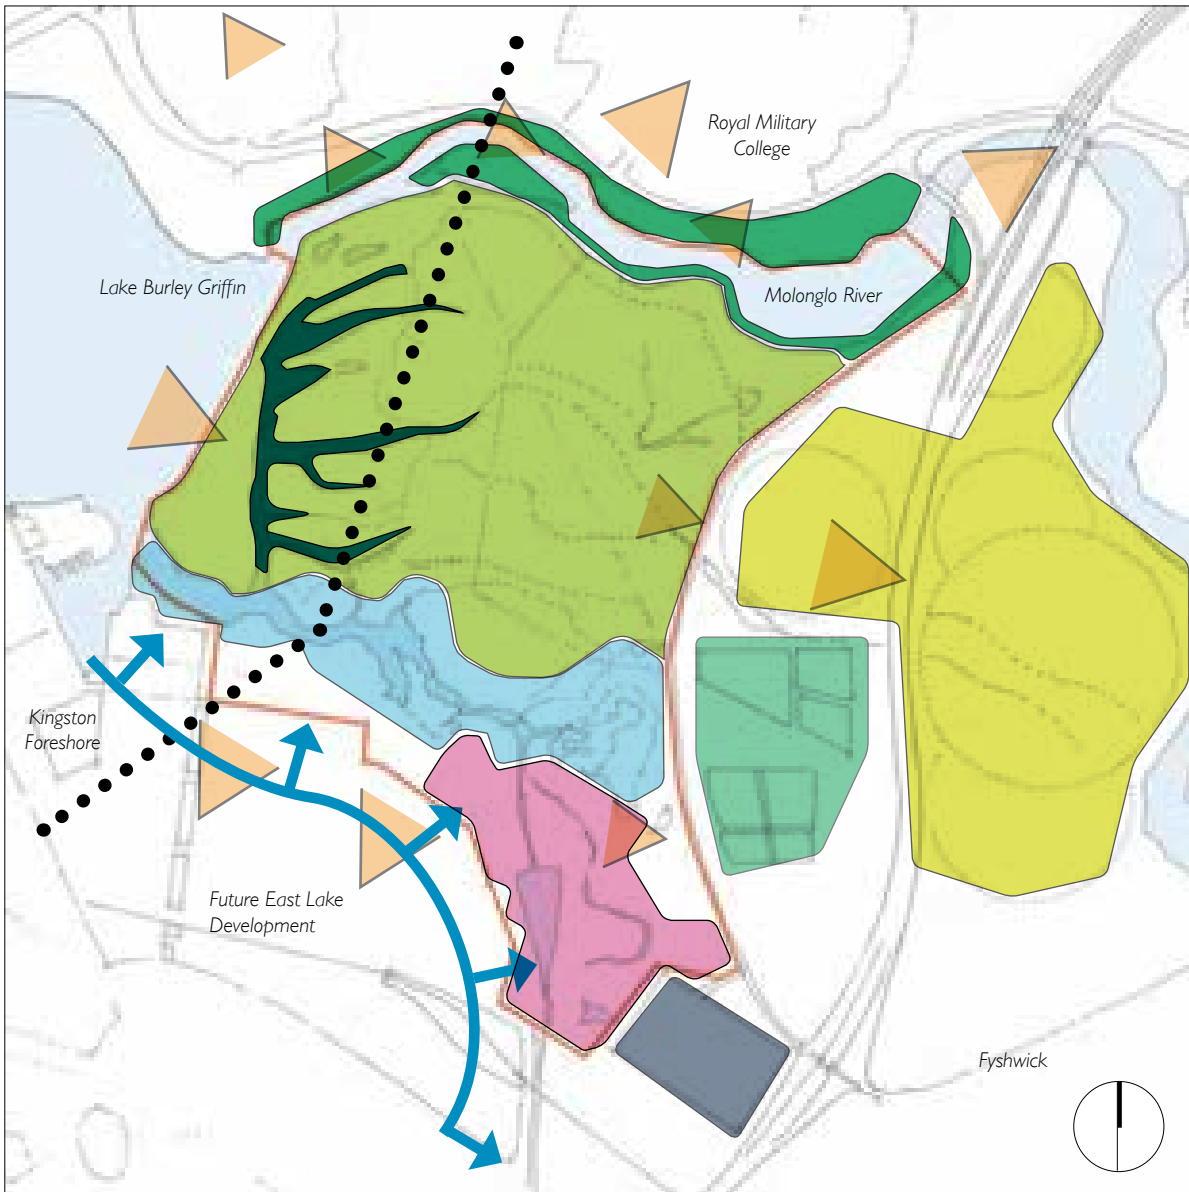 Royal Military
College
Lake Burley Griffin
Molonglo River
Kingston
Foreshore
Future East Lake
Development
Fyshwick